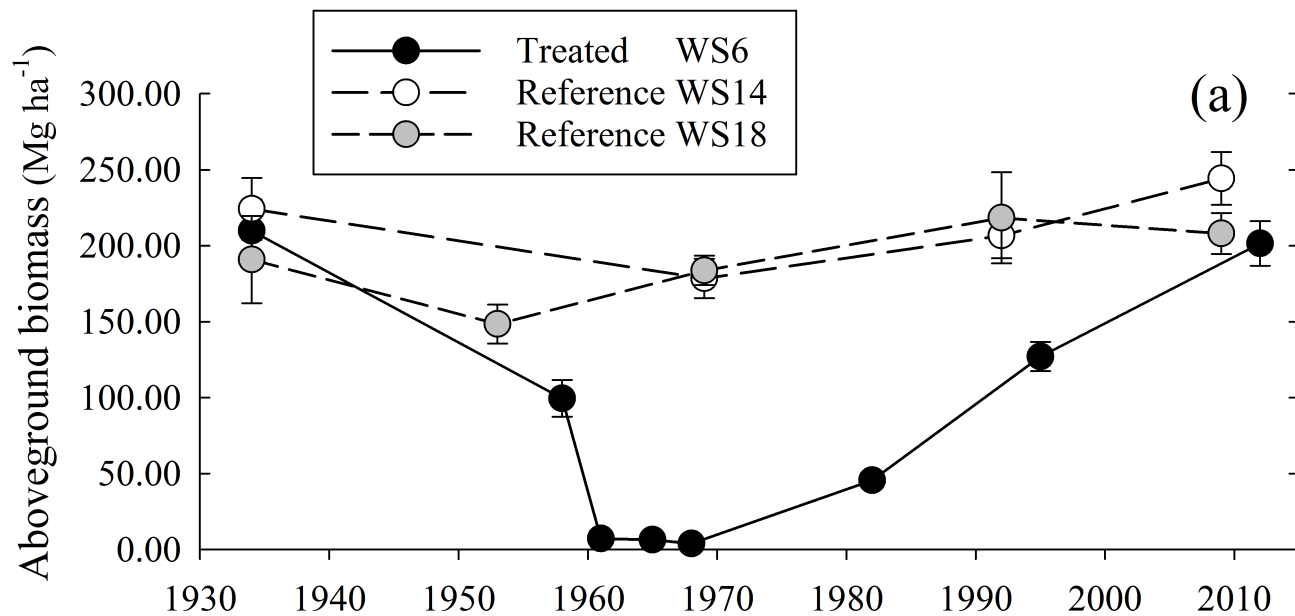 Treated WS6
Reference WS14
Reference WS18
(a)
Aboveground biomass (Mg ha⁻¹)
300.00
250.00
200.00
150.00
100.00
50.00
0.00
1930 1940 1950 1960 1970 1980 1990 2000 2010